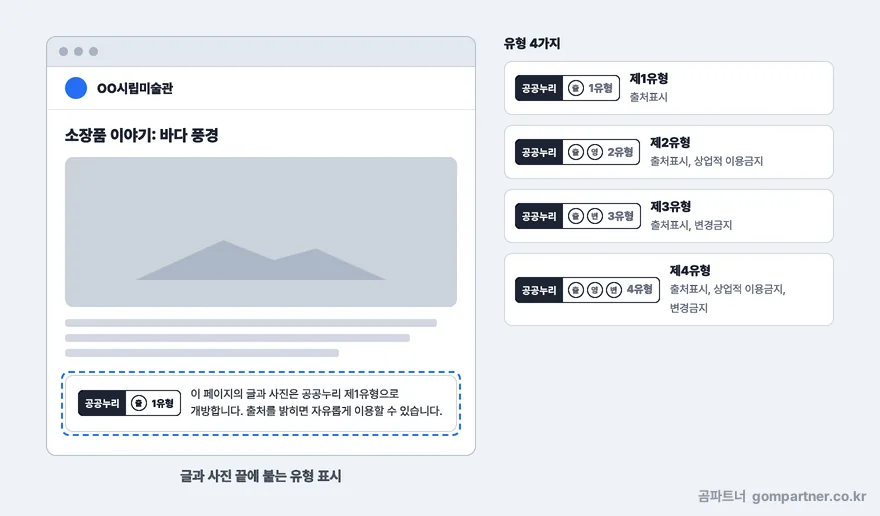 OO시립미술관
소장품 이야기: 바다 풍경
공공누리 출 1유형
이 페이지의 글과 사진은 공공누리 제1유형으로
개방합니다. 출처를 밝히면 자유롭게 이용할 수 있습니다.
글과 사진 끝에 붙는 유형 표시
유형 4가지
공공누리 출 1유형
제1유형
출처표시
공공누리 출 영 2유형
제2유형
출처표시, 상업적 이용금지
공공누리 출 변 3유형
제3유형
출처표시, 변경금지
공공누리 출 영 변 4유형
제4유형
출처표시, 상업적 이용금지,
변경금지
곰파트너 gompartner.co.kr